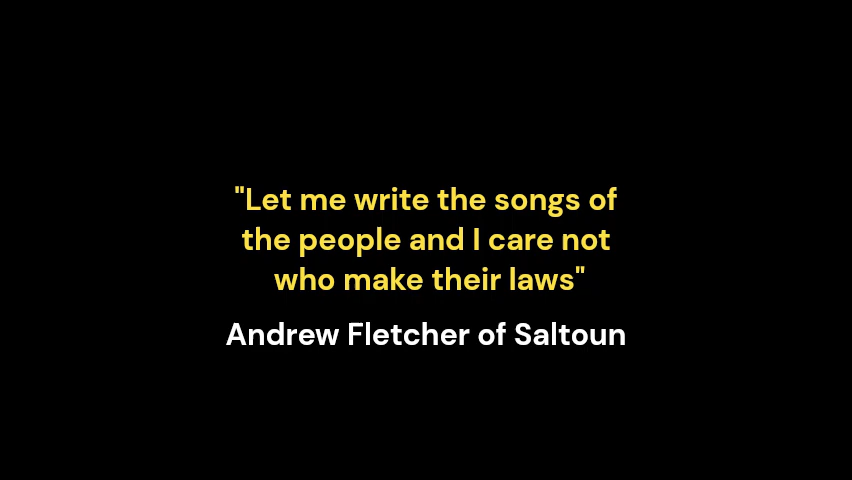 "Let me write the songs of
the people and I care not
who make their laws"
Andrew Fletcher of Saltoun